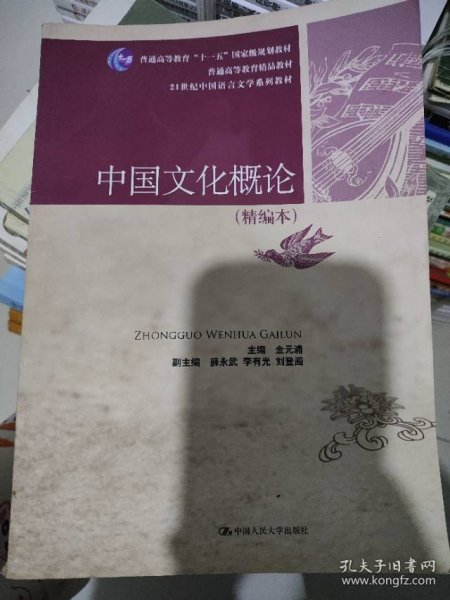 普通高等教育“十一五”国家级规划教材
普通高等教育精品教材
21世纪中国语言文学系列教材
中国文化概论
(精编本)
ZHONGGUO WENHUA GAILUN
主编 金元浦
副主编 薛永武 李有光 刘登阁
中国人民大学出版社
孔夫子旧书网
www.kongfz.com